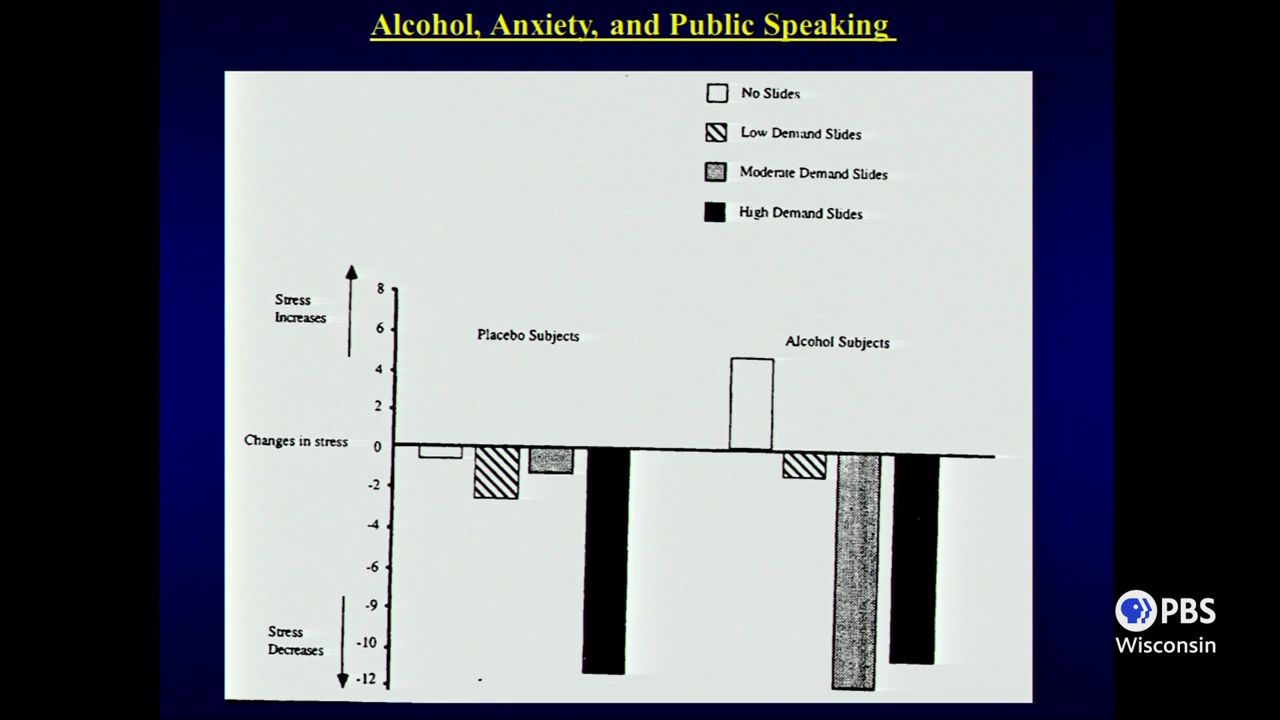 Alcohol, Anxiety, and Public Speaking
No Slides
Low Demand Slides
Moderate Demand Slides
High Demand Slides
Stress
Increases
8
6
4
2
0
-2
-4
-6
-9
-10
-12
Placebo Subjects
Alcohol Subjects
Changes in stress
Stress
Decreases
PBS
Wisconsin